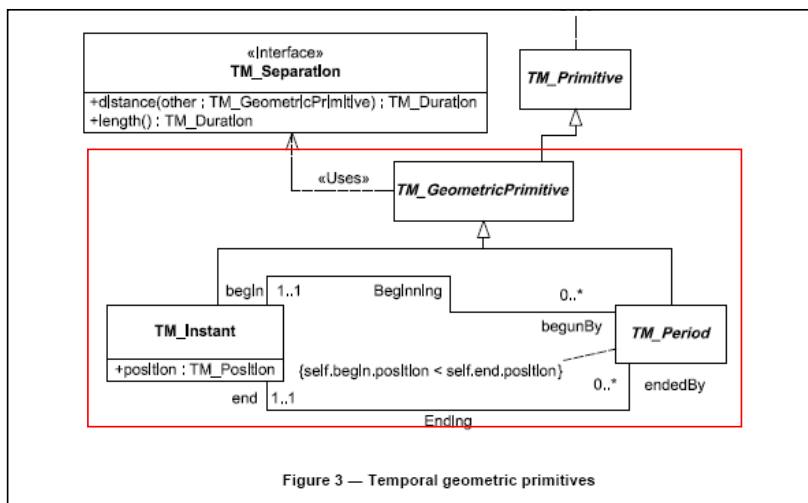 «Interface»
TM_Separation
+distance(other ; TM_GeometricPrimitive) ; TM_Duration
+length() : TM_Duration
TM_Primitive
«Uses»
TM_GeometricPrimitive
begin
1..1
Beginning
0..*
begunBy
TM_Instant
+position : TM_Position
TM_Period
{self.begin.position < self.end.position}
end
1..1
0..*
endedBy
Ending
Figure 3 — Temporal geometric primitives